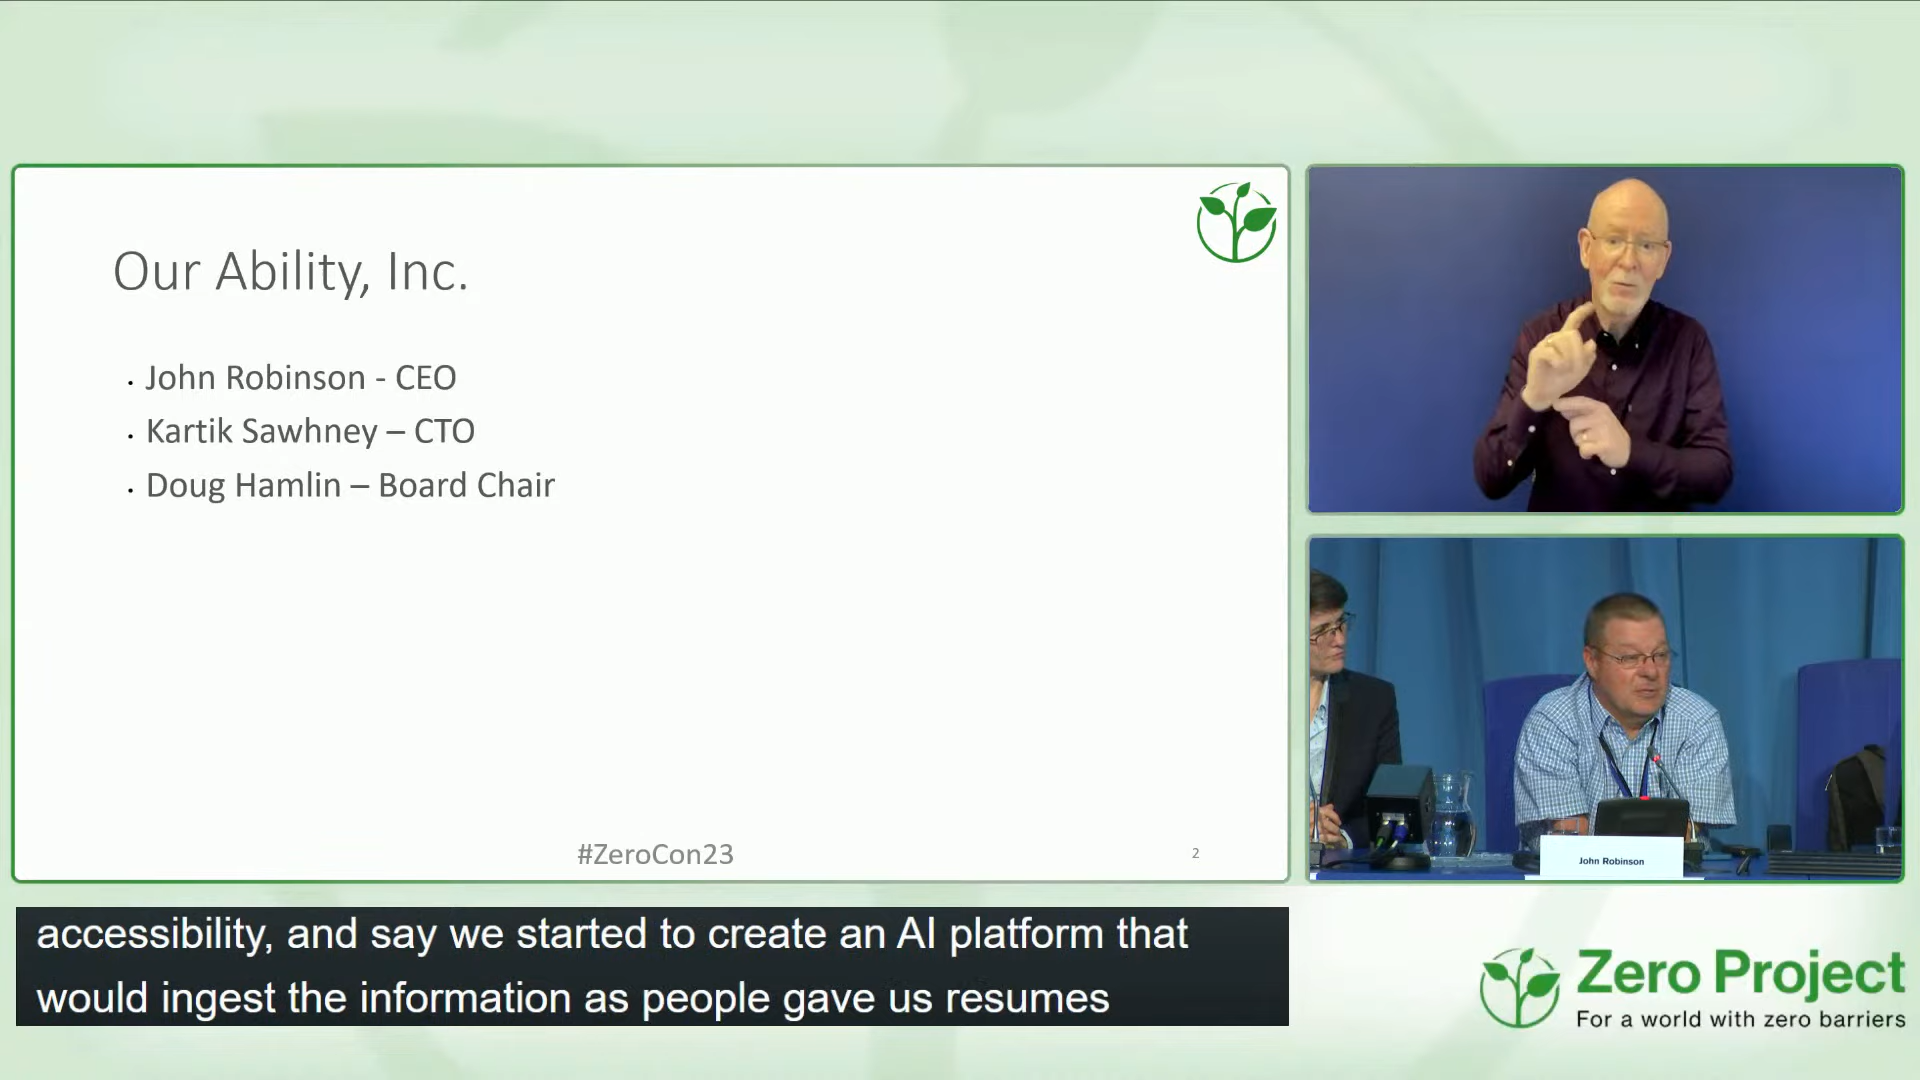 Our Ability, Inc.
• John Robinson - CEO
• Kartik Sawhney – CTO
• Doug Hamlin – Board Chair
#ZeroCon23
2
John Robinson
accessibility, and say we started to create an AI platform that
would ingest the information as people gave us resumes
Zero Project
For a world with zero barriers